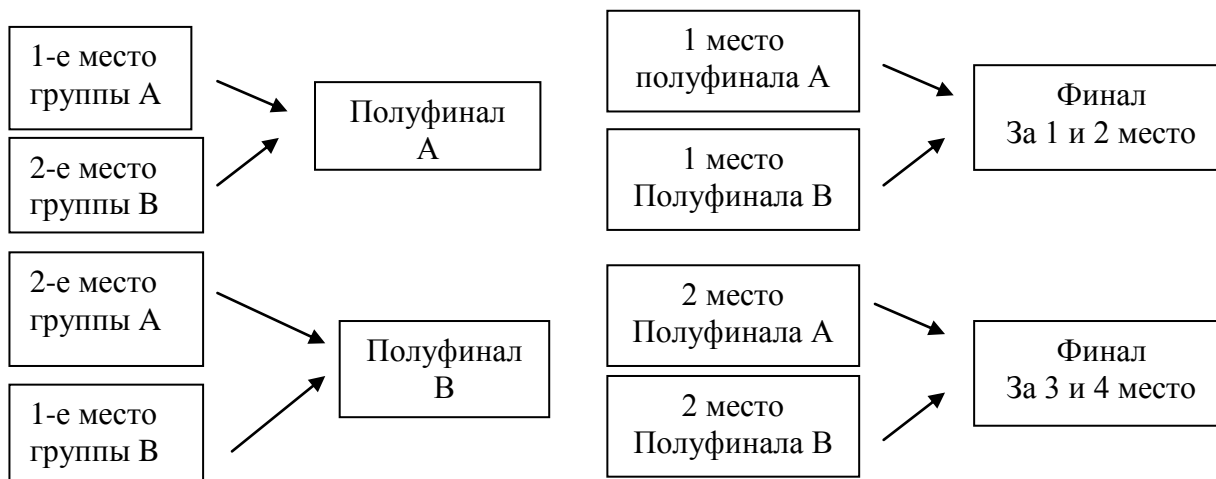 1-е место
группы А
2-е место
группы В
Полуфинал
А
2-е место
группы А
1-е место
группы В
Полуфинал
В
1 место
полуфинала А
1 место
Полуфинала В
Финал
За 1 и 2 место
2 место
Полуфинала А
2 место
Полуфинала В
Финал
За 3 и 4 место